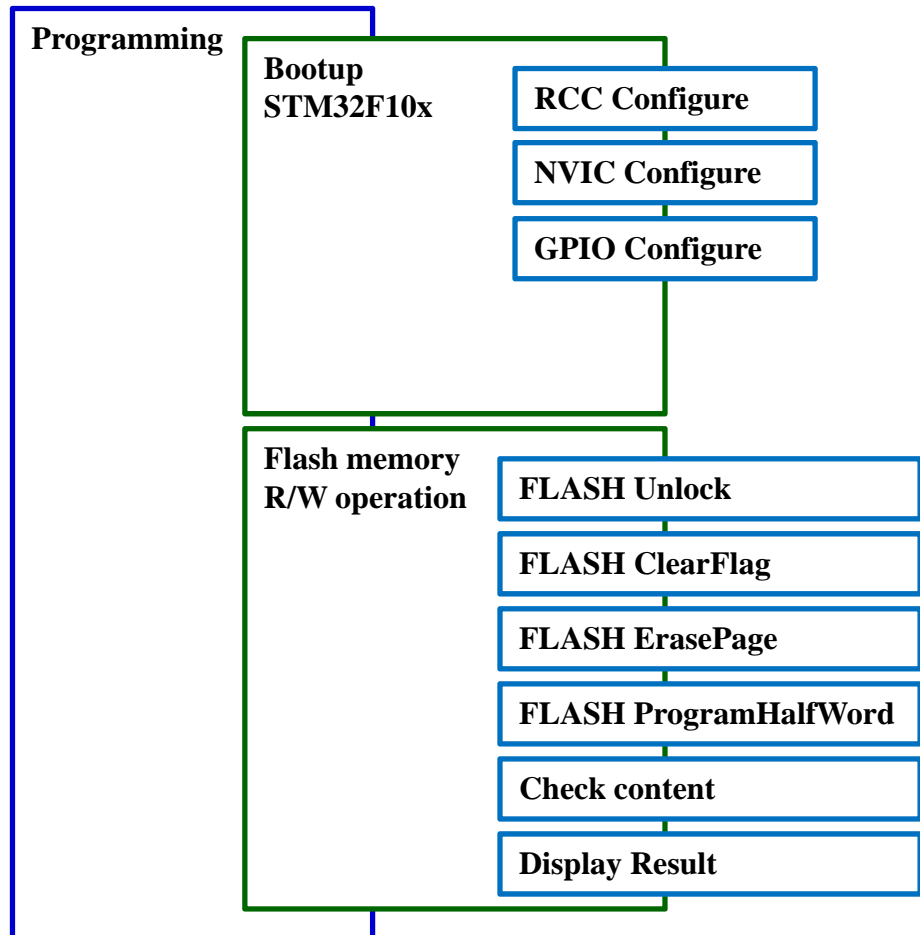 Programming
Bootup
STM32F10x
RCC Configure
NVIC Configure
GPIO Configure
Flash memory
R/W operation
FLASH Unlock
FLASH ClearFlag
FLASH ErasePage
FLASH ProgramHalfWord
Check content
Display Result